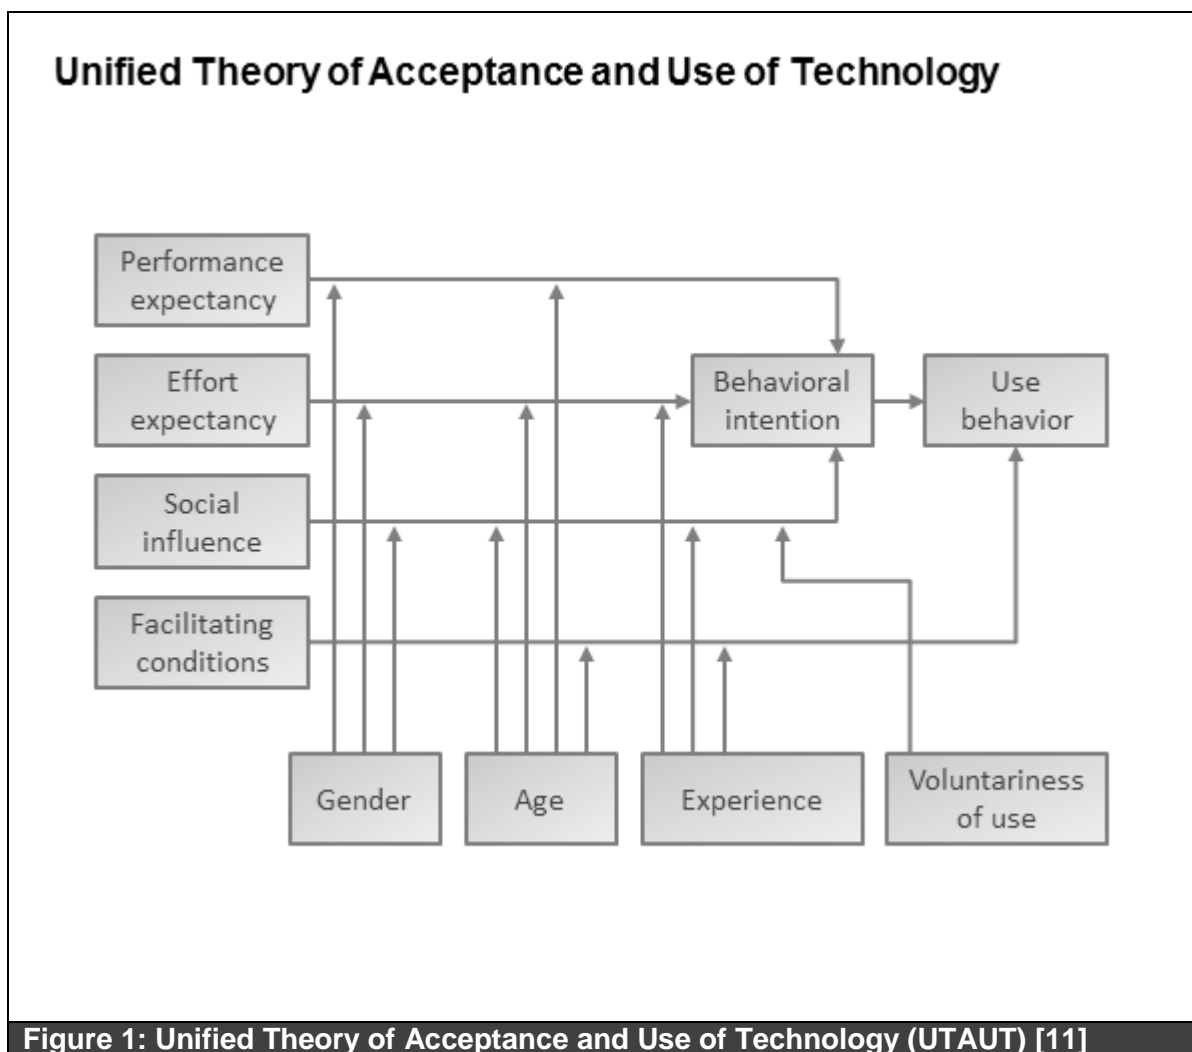 Unified Theory of Acceptance and Use of Technology
Performance
expectancy
Effort
expectancy
Behavioral
intention
Use
behavior
Social
influence
Facilitating
conditions
Gender
Age
Experience
Voluntariness
of use
Figure 1: Unified Theory of Acceptance and Use of Technology (UTAUT) [11]